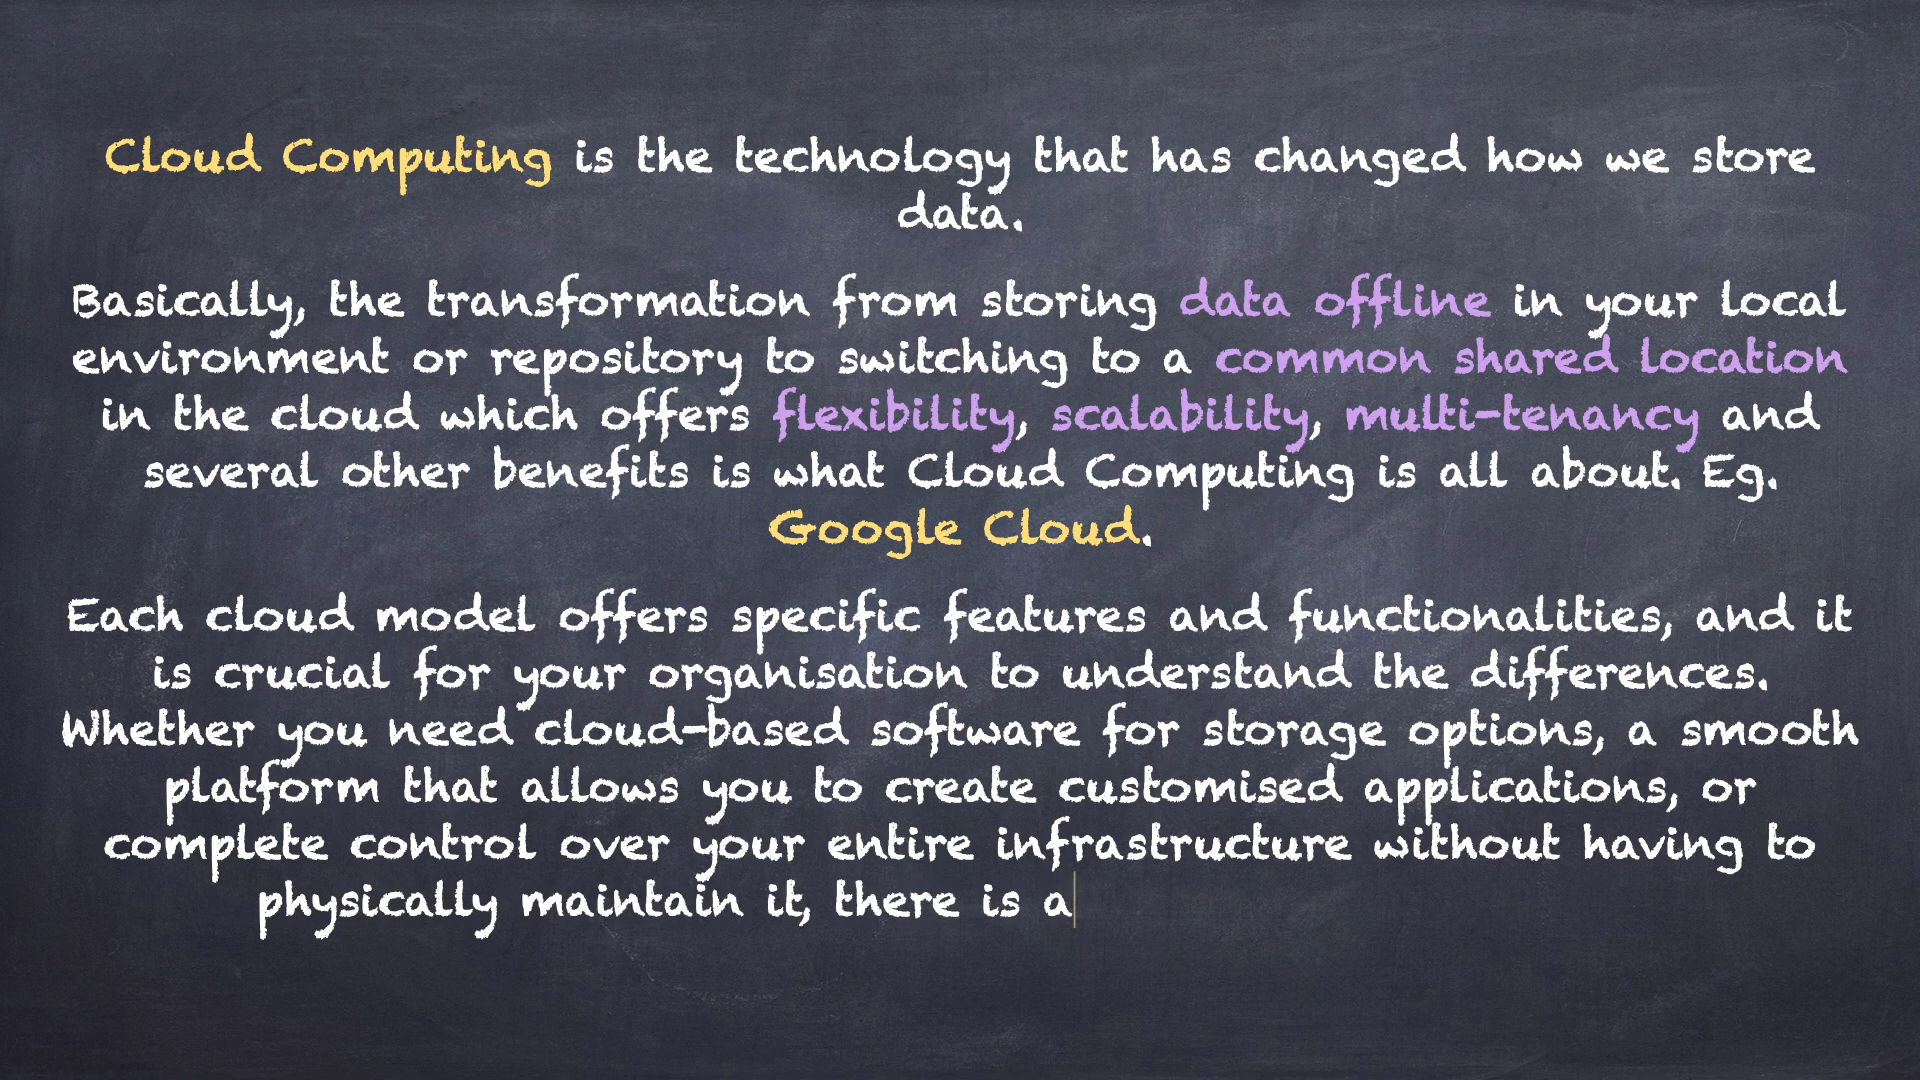 Cloud Computing is the technology that has changed how we store
data.
Basically, the transformation from storing data offline in your local
environment or repository to switching to a common shared location
in the cloud which offers flexibility, scalability, multi-tenancy and
several other benefits is what Cloud Computing is all about. Eg.
Google Cloud.
Each cloud model offers specific features and functionalities, and it
is crucial for your organisation to understand the differences.
Whether you need cloud-based software for storage options, a smooth
platform that allows you to create customised applications, or
complete control over your entire infrastructure without having to
physically maintain it, there is a